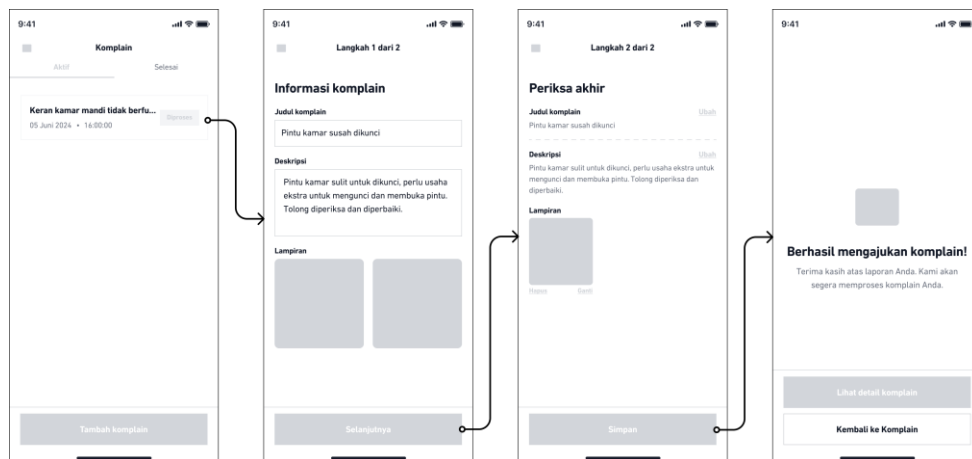 9:41
Komplain
Aktif
Selesai
Keran kamar mandi tidak berfu...
05 Juni 2024 • 16:00:00
Diproses
Tambah komplain
9:41
Langkah 1 dari 2
Informasi komplain
Judul komplain
Pintu kamar susah dikunci
Deskripsi
Pintu kamar sulit untuk dikunci, perlu usaha
ekstra untuk mengunci dan membuka pintu.
Tolong diperiksa dan diperbaiki.
Lampiran
Selanjutnya
9:41
Langkah 2 dari 2
Periksa akhir
Judul komplain
Ubah
Pintu kamar susah dikunci
Deskripsi
Ubah
Pintu kamar sulit untuk dikunci, perlu usaha ekstra untuk
mengunci dan membuka pintu. Tolong diperiksa dan
diperbaiki.
Lampiran
Hapus
Ganti
Simpan
9:41
Berhasil mengajukan komplain!
Terima kasih atas laporan Anda. Kami akan
segera memproses komplain Anda.
Lihat detail komplain
Kembali ke Komplain